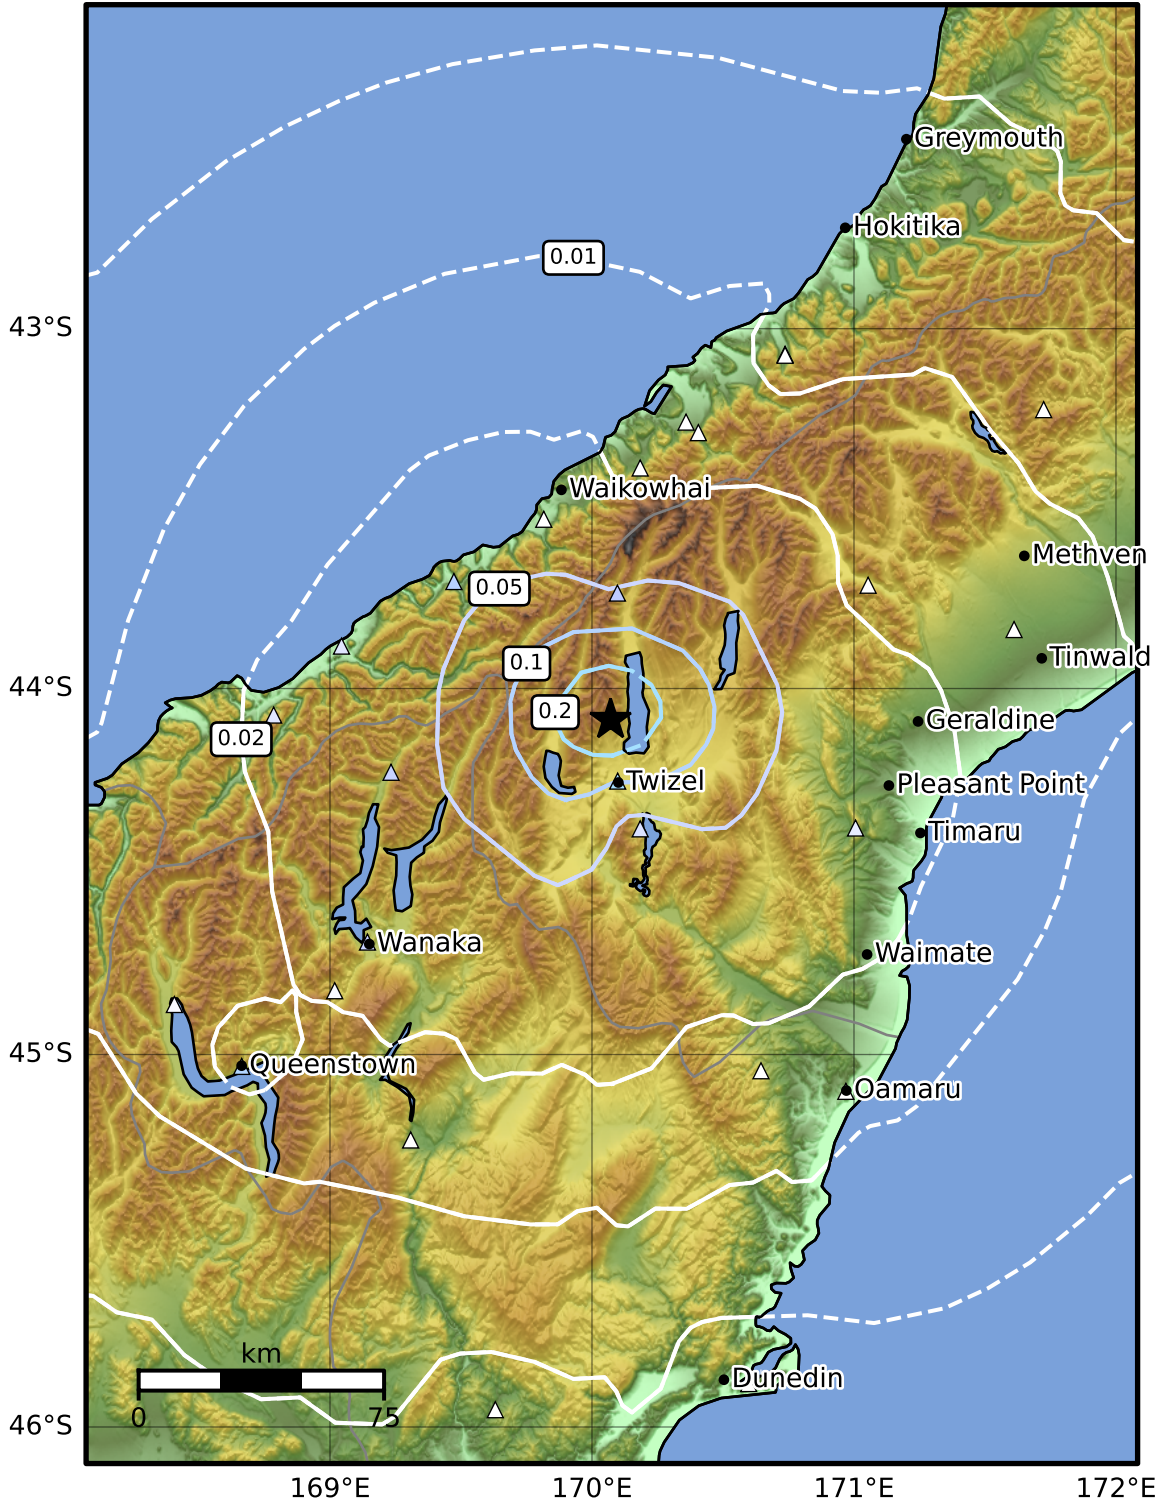 Greymouth
Hokitika
0.01
43°S
Waikowhai
Methven
0.05
Tinwald
0.1
44°S
0.2
Geraldine
0.02
Twizel
Pleasant Point
Timaru
Wanaka
Waimate
45°S
Queenstown
Oamaru
km
0
75
Dunedin
46°S
169°E
170°E
171°E
172°E